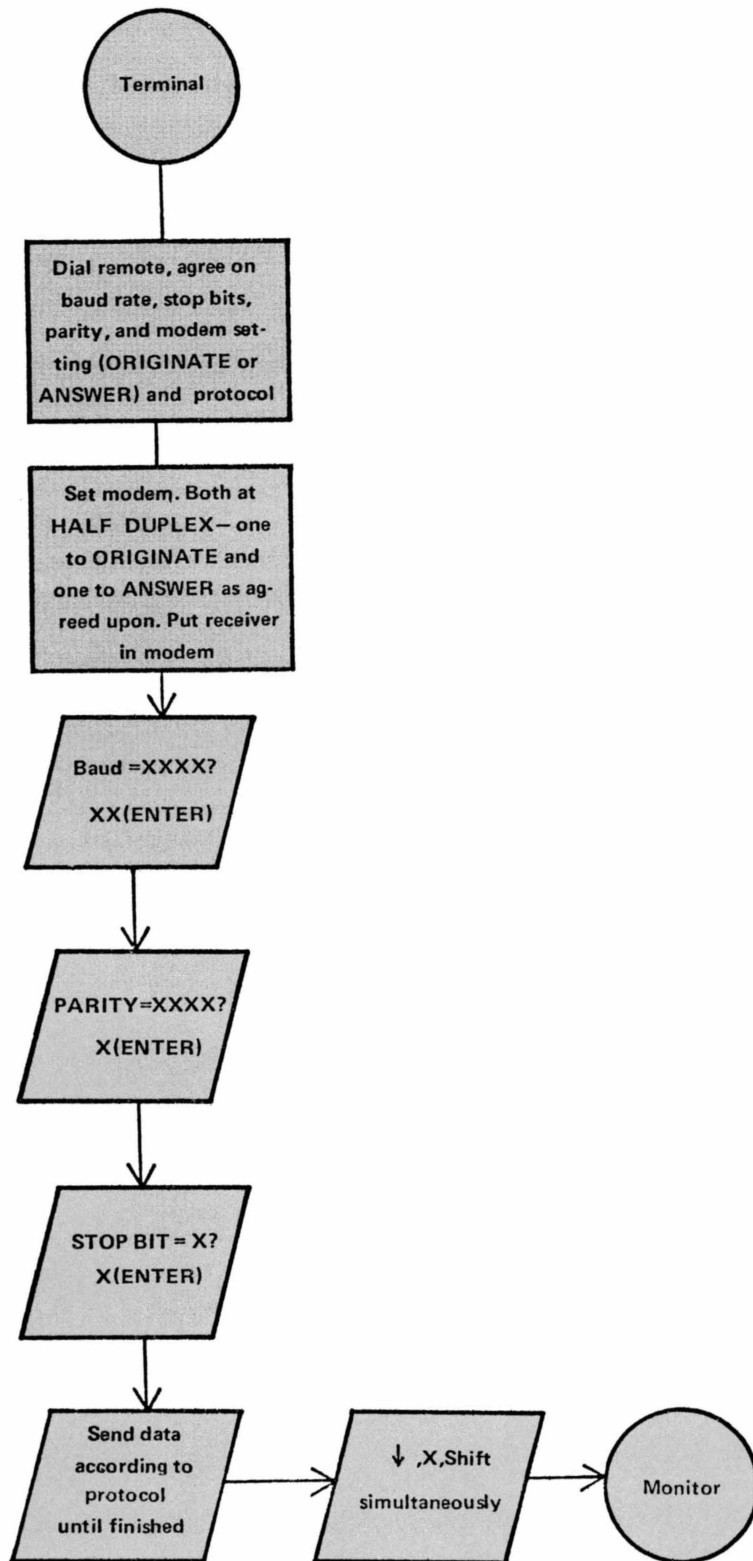 Terminal
Dial remote, agree on
baud rate, stop bits,
parity, and modem set-
ting (ORIGINATE or
ANSWER) and protocol
Set modem. Both at
HALF DUPLEX— one
to ORIGINATE and
one to ANSWER as ag-
reed upon. Put receiver
in modem
Baud =XXXX?
XX(ENTER)
PARITY=XXXX?
X(ENTER)
STOP BIT = X?
X(ENTER)
Send data
according to
protocol
until finished
↓ ,X,Shift
simultaneously
Monitor